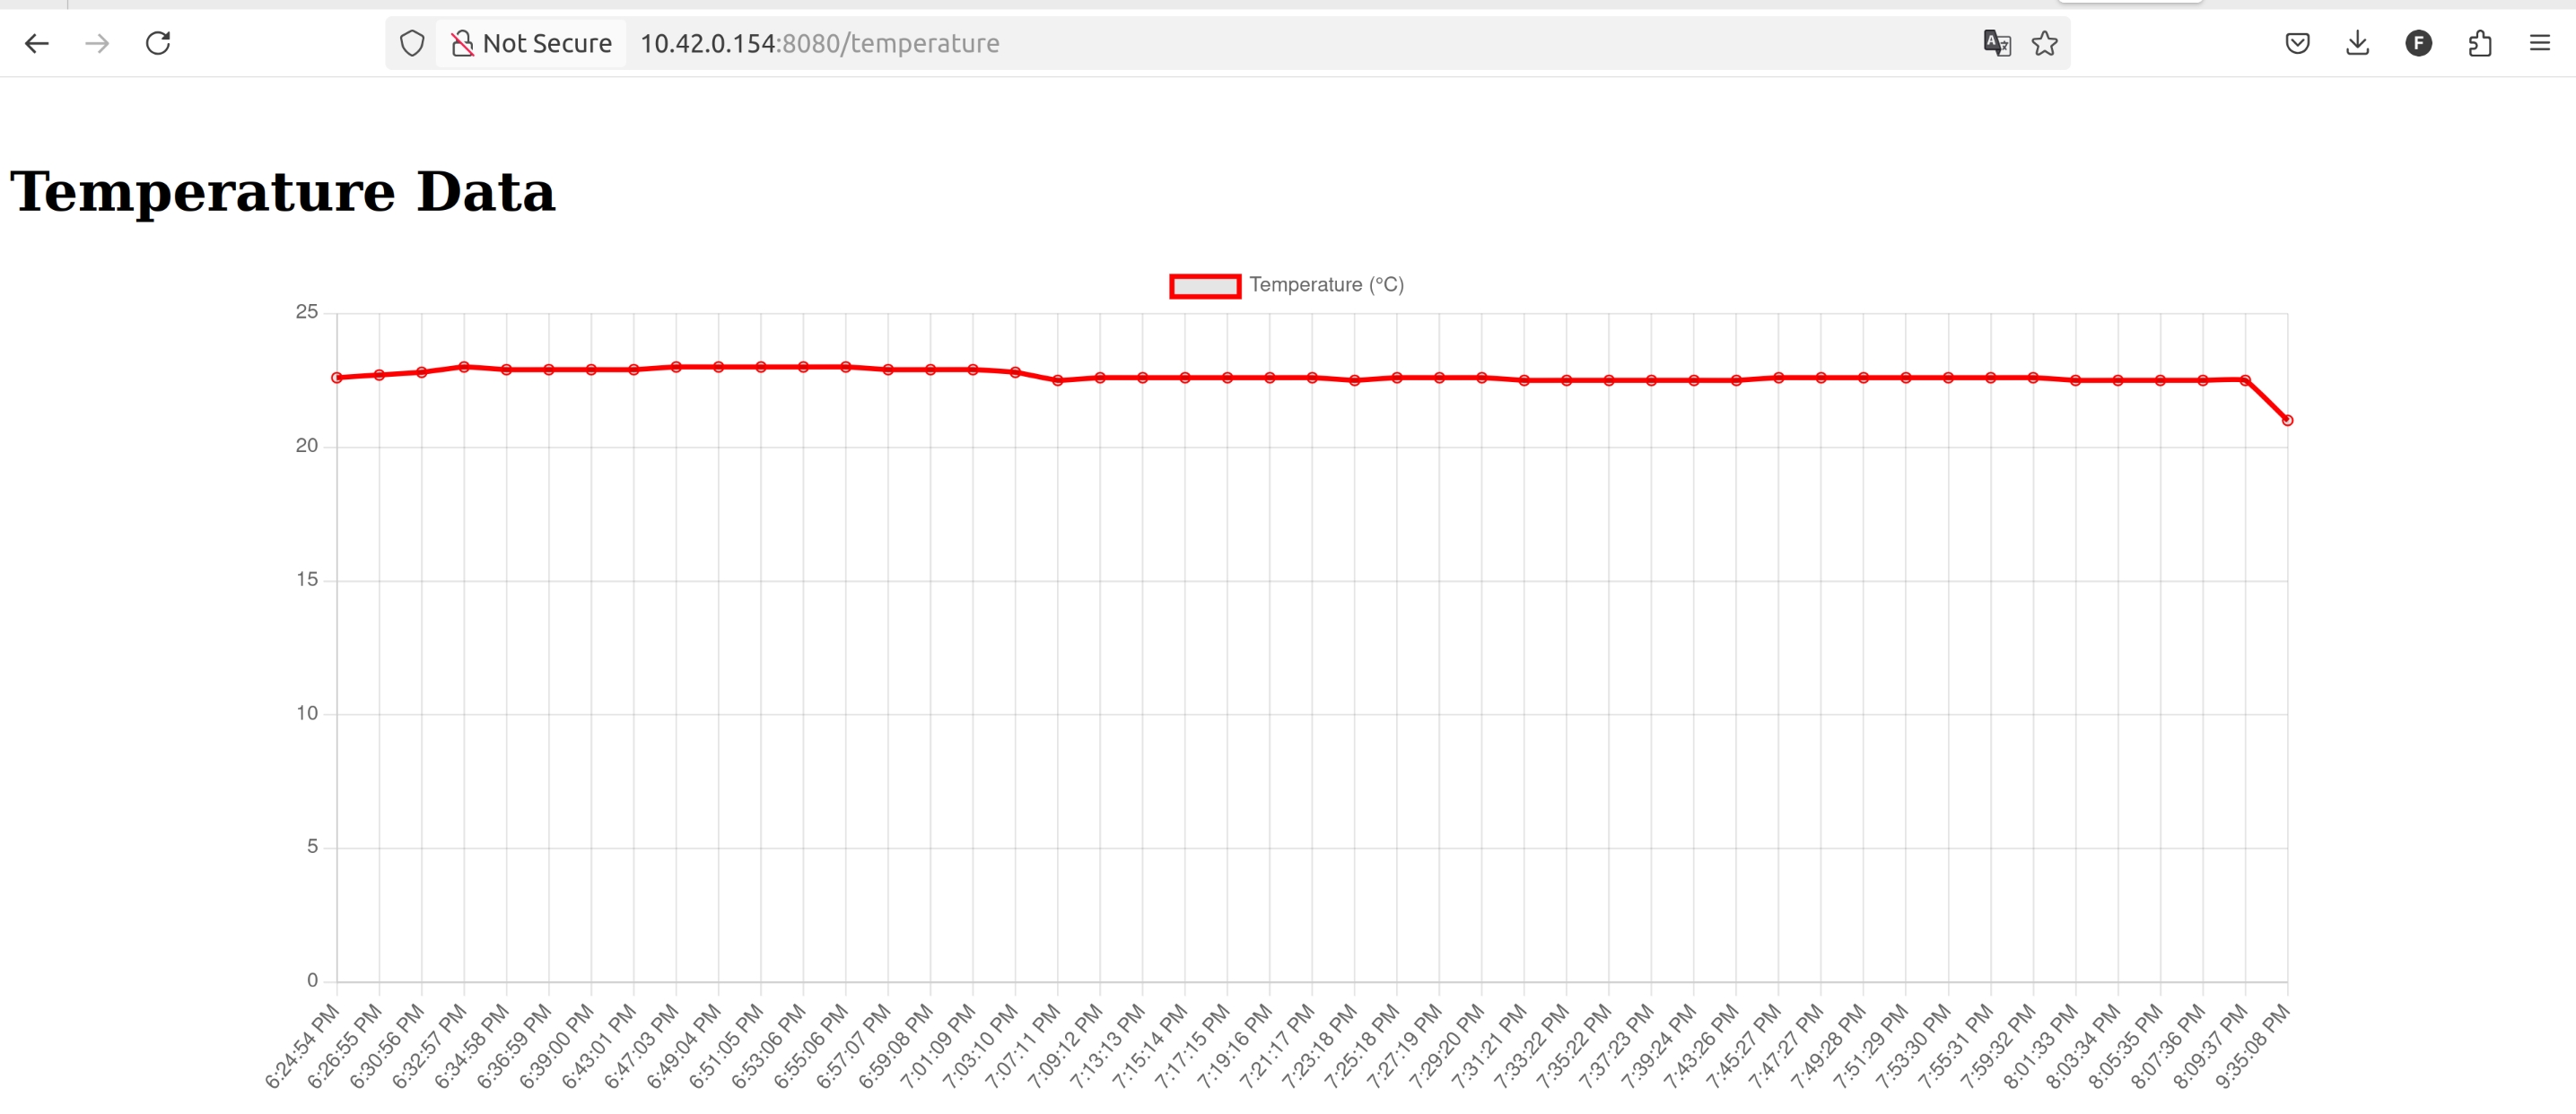 Not Secure 10.42.0.154:8080/temperature
F
Temperature Data
Temperature (°C)
25
20
15
10
5
0
6:24:54 PM
6:26:55 PM
6:30:56 PM
6:32:57 PM
6:34:58 PM
6:36:59 PM
6:39:00 PM
6:43:01 PM
6:47:03 PM
6:49:04 PM
6:51:05 PM
6:53:06 PM
6:55:06 PM
6:57:07 PM
6:59:08 PM
7:01:09 PM
7:03:10 PM
7:07:11 PM
7:09:12 PM
7:13:13 PM
7:15:14 PM
7:17:15 PM
7:19:16 PM
7:21:17 PM
7:23:18 PM
7:25:18 PM
7:27:19 PM
7:29:20 PM
7:31:21 PM
7:33:22 PM
7:35:22 PM
7:37:23 PM
7:39:24 PM
7:43:26 PM
7:45:27 PM
7:47:27 PM
7:49:28 PM
7:51:29 PM
7:53:30 PM
7:55:31 PM
7:59:32 PM
8:01:33 PM
8:03:34 PM
8:05:35 PM
8:07:36 PM
8:09:37 PM
9:35:08 PM